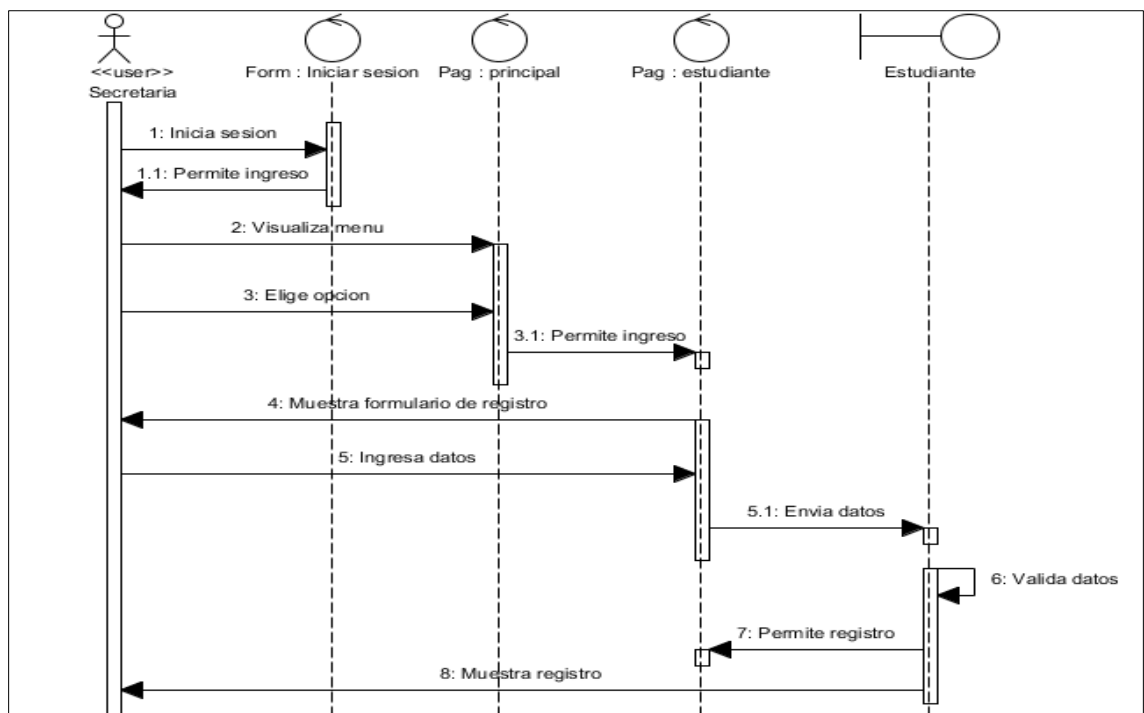 <<user>>
Secretaria
Form : Iniciar sesion
Pag : principal
Pag : estudiante
Estudiante
1: Inicia sesion
1.1: Permite ingreso
2: Visualiza menu
3: Elige opcion
3.1: Permite ingreso
4: Muestra formulario de registro
5: Ingresa datos
5.1: Envia datos
6: Valida datos
7: Permite registro
8: Muestra registro